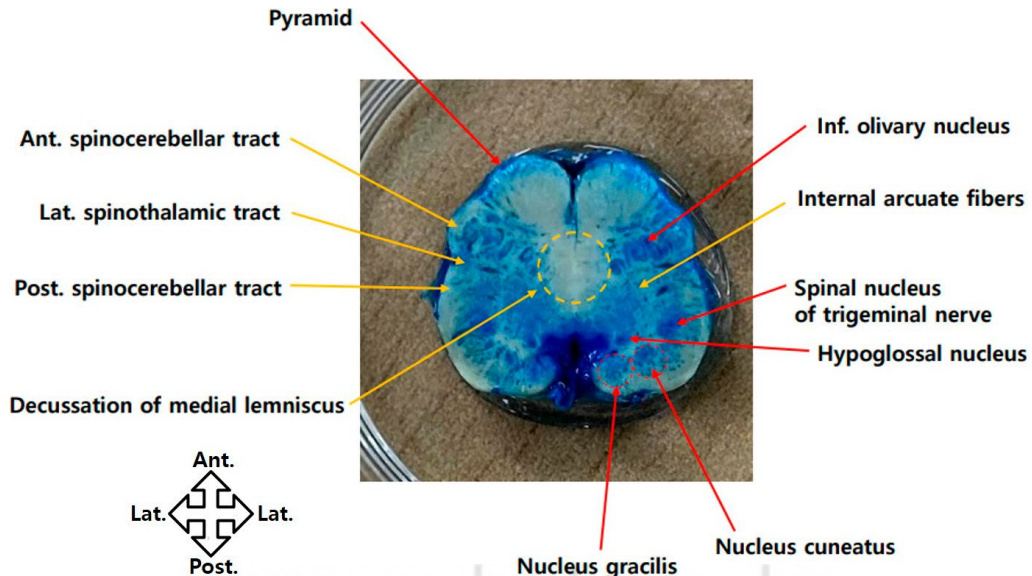 Pyramid
Ant. spinocerebellar tract
Inf. olivary nucleus
Lat. spinothalamic tract
Internal arcuate fibers
Post. spinocerebellar tract
Spinal nucleus
of trigeminal nerve
Hypoglossal nucleus
Decussation of medial lemniscus
Ant.
Lat.
Lat.
Post.
Nucleus cuneatus
Nucleus gracilis